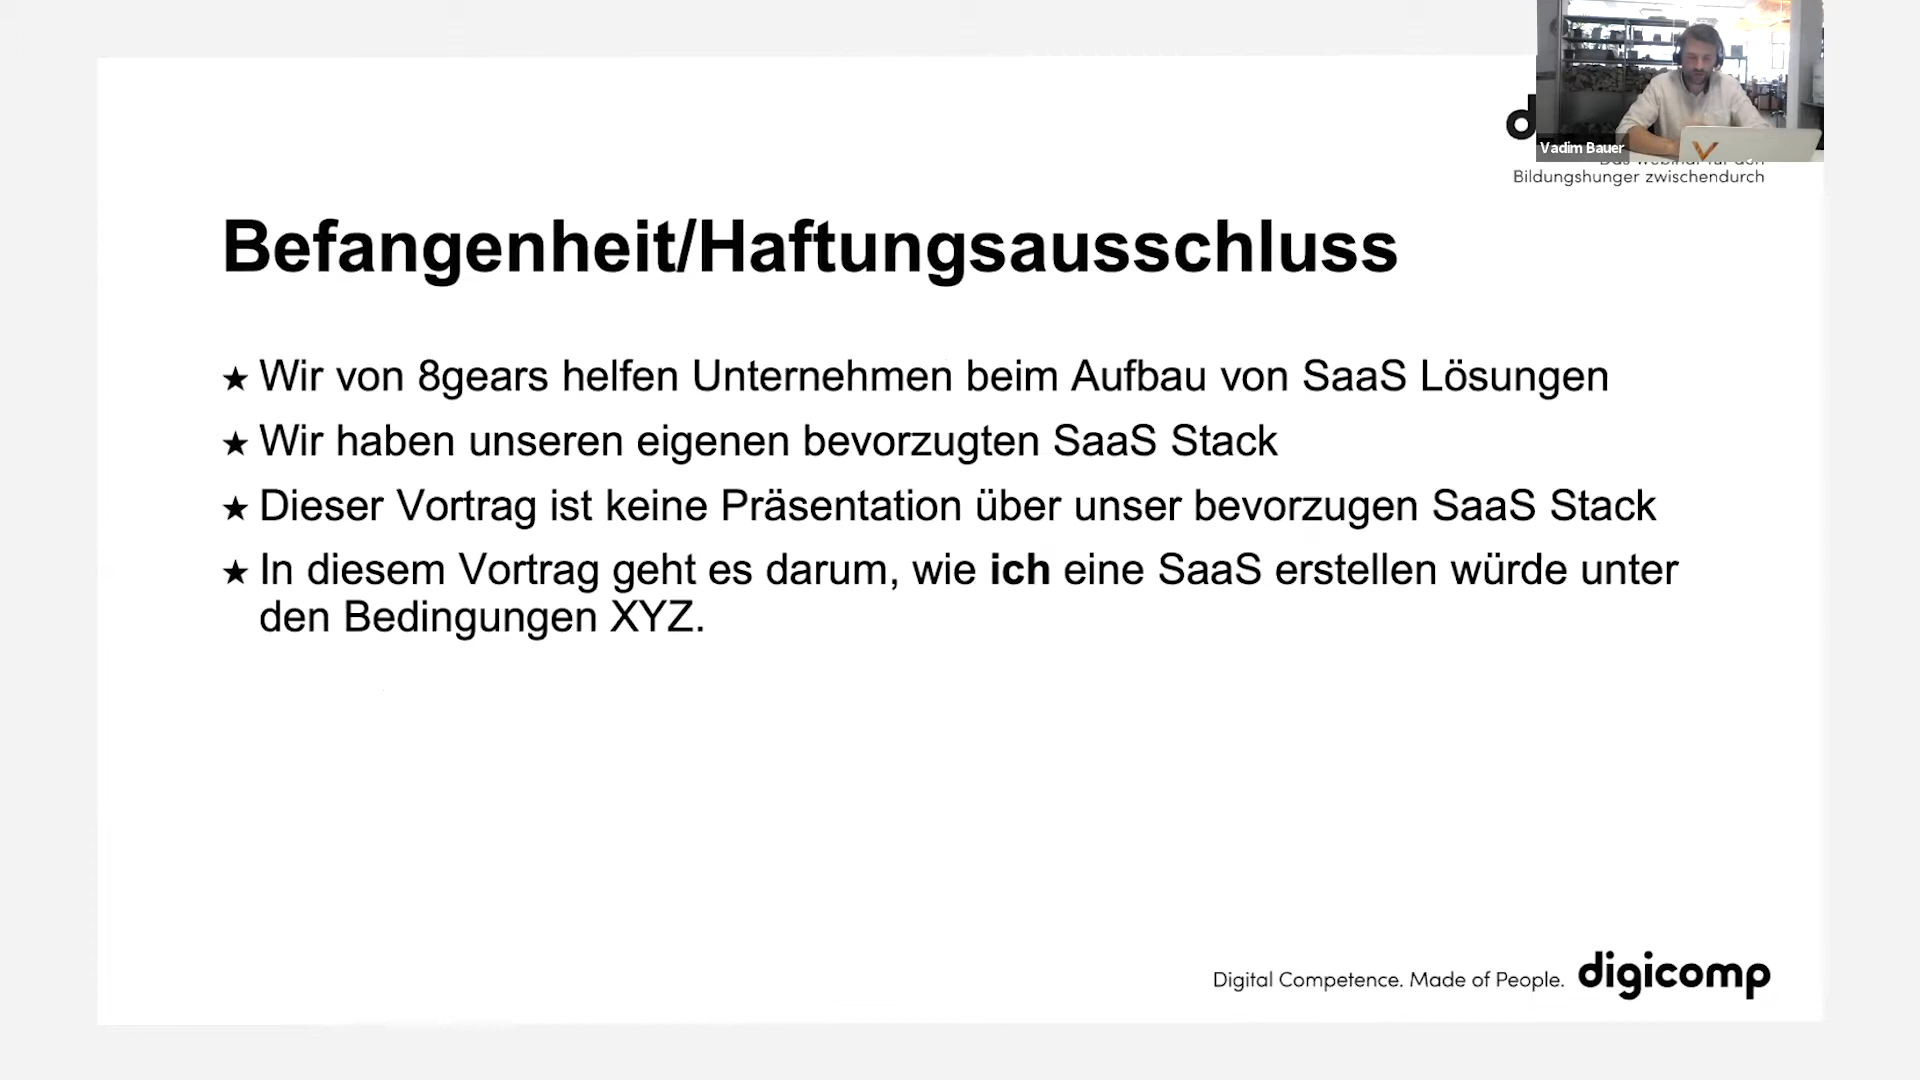 Vadim Bauer
Bildungshunger zwischendurch
Befangenheit/Haftungsausschluss
★ Wir von 8gears helfen Unternehmen beim Aufbau von SaaS Lösungen
★ Wir haben unseren eigenen bevorzugten SaaS Stack
★ Dieser Vortrag ist keine Präsentation über unser bevorzugen SaaS Stack
★ In diesem Vortrag geht es darum, wie ich eine SaaS erstellen würde unter
den Bedingungen XYZ.
Digital Competence. Made of People. digicomp